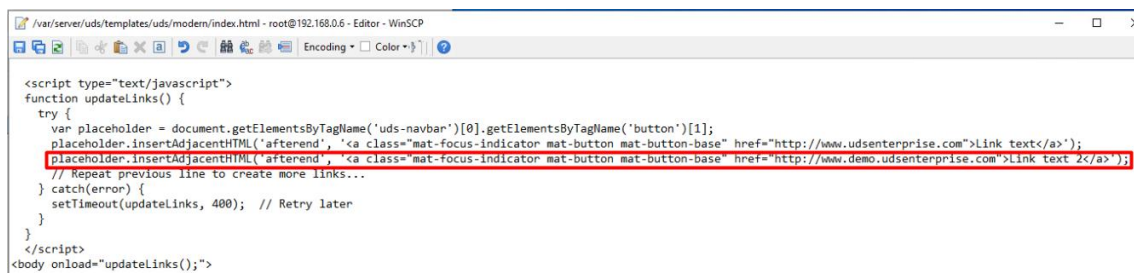 /var/server/uds/templates/uds/modern/index.html - root@192.168.0.6 - Editor - WinSCP
Encoding Color
<script type="text/javascript">
function updateLinks() {
try {
var placeholder = document.getElementsByTagName('uds-navbar')[0].getElementsByTagName('button')[1];
placeholder.insertAdjacentHTML('afterend', '<a class="mat-focus-indicator mat-button mat-button-base" href="http://www.udsenterprise.com">Link text</a>');
placeholder.insertAdjacentHTML('afterend', '<a class="mat-focus-indicator mat-button mat-button-base" href="http://www.demo.udsenterprise.com">Link text 2</a>');
// Repeat previous line to create more links...
} catch(error) {
setTimeout(updateLinks, 400);  // Retry later
}
}
</script>
<body onload="updateLinks();">